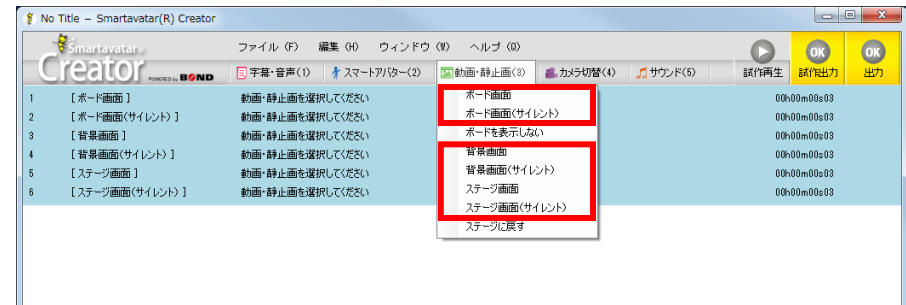 No Title – Smartavatar(R) Creator
Smartavatar
Creator POWERED by BOND
ファイル (F) 編集 (H) ウィンドウ (W) ヘルプ (Q)
字幕・音声(1) スマートアバター(2) 動画・静止画(3) カメラ切替(4) サウンド(5)
試作再生 OK 試作出力 OK 出力
1 [ ボード画面 ] 動画・静止画を選択してください 00h00m00s03
2 [ ボード画面(サイレント) ] 動画・静止画を選択してください 00h00m00s03
3 [ 背景画面 ] 動画・静止画を選択してください 00h00m00s03
4 [ 背景画面(サイレント) ] 動画・静止画を選択してください 00h00m00s03
5 [ ステージ画面 ] 動画・静止画を選択してください 00h00m00s03
6 [ ステージ画面(サイレント) ] 動画・静止画を選択してください 00h00m00s03
ボード画面
ボード画面(サイレント)
ボードを表示しない
背景画面
背景画面(サイレント)
ステージ画面
ステージ画面(サイレント)
ステージに戻す